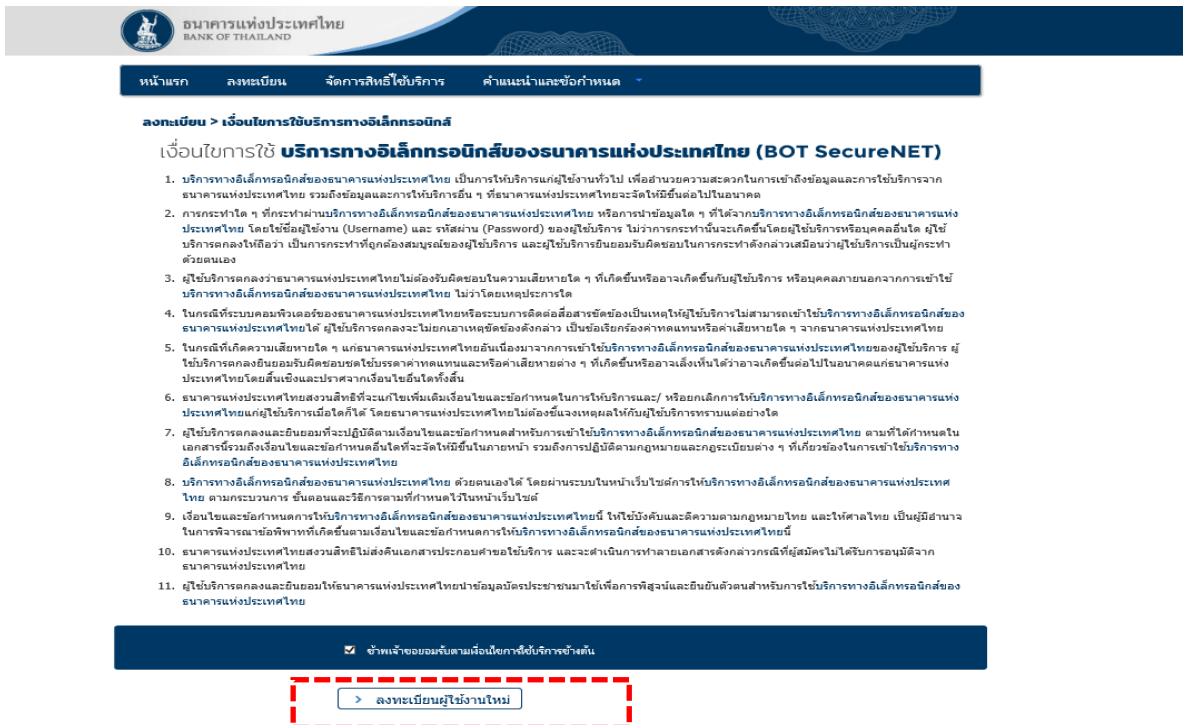 ธนาคารแห่งประเทศไทย
BANK OF THAILAND
หน้าแรก ลงทะเบียน จัดการสิทธิ์ใช้บริการ คำแนะนำและข้อกำหนด
ลงทะเบียน > เงื่อนไขการใช้บริการทางอิเล็กทรอนิกส์
เงื่อนไขการใช้ บริการทางอิเล็กทรอนิกส์ของธนาคารแห่งประเทศไทย (BOT SecureNET)
1. บริการทางอิเล็กทรอนิกส์ของธนาคารแห่งประเทศไทย เป็นการให้บริการแก่ผู้ใช้งานทั่วไป เพื่ออำนวยความสะดวกในการเข้าถึงข้อมูลและการใช้บริการจาก
ธนาคารแห่งประเทศไทย รวมถึงข้อมูลและการให้บริการอื่น ๆ ที่ธนาคารแห่งประเทศไทยจะจัดให้มีขึ้นต่อไปในอนาคต
2. การกระทำใด ๆ ที่กระทำผ่านบริการทางอิเล็กทรอนิกส์ของธนาคารแห่งประเทศไทย หรือการนำข้อมูลใด ๆ ที่ได้จากบริการทางอิเล็กทรอนิกส์ของธนาคารแห่ง
ประเทศไทย โดยใช้ชื่อผู้ใช้งาน (Username) และ รหัสผ่าน (Password) ของผู้ใช้บริการ ไม่ว่าการกระทำนั้นจะเกิดขึ้นโดยผู้ใช้บริการหรือบุคคลอื่นใด ผู้ใช้
บริการตกลงให้ถือว่า เป็นการกระทำที่ถูกต้องสมบูรณ์ของผู้ใช้บริการ และผู้ใช้บริการยินยอมรับผิดชอบในการกระทำดังกล่าวเสมือนว่าผู้ใช้บริการเป็นผู้กระทำ
ด้วยตนเอง
3. ผู้ใช้บริการตกลงว่าธนาคารแห่งประเทศไทยไม่ต้องรับผิดชอบในความเสียหายใด ๆ ที่เกิดขึ้นหรืออาจเกิดขึ้นกับผู้ใช้บริการ หรือบุคคลภายนอกจากการเข้าใช้
บริการทางอิเล็กทรอนิกส์ของธนาคารแห่งประเทศไทย ไม่ว่าโดยเหตุประการใด
4. ในกรณีที่ระบบคอมพิวเตอร์ของธนาคารแห่งประเทศไทยหรือระบบการติดต่อสื่อสารขัดข้องเป็นเหตุให้ผู้ใช้บริการไม่สามารถเข้าใช้บริการทางอิเล็กทรอนิกส์ของ
ธนาคารแห่งประเทศไทยได้ ผู้ใช้บริการตกลงจะไม่ยกเอาเหตุขัดข้องดังกล่าว เป็นข้อเรียกร้องค่าทดแทนหรือค่าเสียหายใด ๆ จากธนาคารแห่งประเทศไทย
5. ในกรณีที่เกิดความเสียหายใด ๆ แก่ธนาคารแห่งประเทศไทยอันเนื่องมาจากการเข้าใช้บริการทางอิเล็กทรอนิกส์ของธนาคารแห่งประเทศไทยของผู้ใช้บริการ ผู้
ใช้บริการตกลงยินยอมรับผิดชอบชดใช้บรรดาค่าทดแทนและหรือค่าเสียหายต่าง ๆ ที่เกิดขึ้นหรืออาจเล็งเห็นได้ว่าอาจเกิดขึ้นต่อไปในอนาคตแก่ธนาคารแห่ง
ประเทศไทยโดยสิ้นเชิงและปราศจากเงื่อนไขอื่นใดทั้งสิ้น
6. ธนาคารแห่งประเทศไทยสงวนสิทธิที่จะแก้ไขเพิ่มเติมเงื่อนไขและข้อกำหนดในการให้บริการและ/ หรือยกเลิกการให้บริการทางอิเล็กทรอนิกส์ของธนาคารแห่ง
ประเทศไทยแก่ผู้ใช้บริการเมื่อใดก็ได้ โดยธนาคารแห่งประเทศไทยไม่ต้องชี้แจงเหตุผลให้กับผู้ใช้บริการทราบแต่อย่างใด
7. ผู้ใช้บริการตกลงและยินยอมที่จะปฏิบัติตามเงื่อนไขและข้อกำหนดสำหรับการเข้าใช้บริการทางอิเล็กทรอนิกส์ของธนาคารแห่งประเทศไทย ตามที่ได้กำหนดใน
เอกสารนี้รวมถึงเงื่อนไขและข้อกำหนดอื่นใดที่จะจัดให้มีขึ้นในภายหน้า รวมถึงการปฏิบัติตามกฎหมายและกฎระเบียบต่าง ๆ ที่เกี่ยวข้องในการเข้าใช้บริการทาง
อิเล็กทรอนิกส์ของธนาคารแห่งประเทศไทย
8. บริการทางอิเล็กทรอนิกส์ของธนาคารแห่งประเทศไทย ด้วยตนเองได้ โดยผ่านระบบในหน้าเว็บไซต์การให้บริการทางอิเล็กทรอนิกส์ของธนาคารแห่งประเทศ
ไทย ตามกระบวนการ ขั้นตอนและวิธีการตามที่กำหนดไว้ในหน้าเว็บไซต์
9. เงื่อนไขและข้อกำหนดการให้บริการทางอิเล็กทรอนิกส์ของธนาคารแห่งประเทศไทยนี้ ให้ใช้บังคับและตีความตามกฎหมายไทย และให้ศาลไทย เป็นผู้มีอำนาจ
ในการพิจารณาข้อพิพาทที่เกิดขึ้นตามเงื่อนไขและข้อกำหนดการให้บริการทางอิเล็กทรอนิกส์ของธนาคารแห่งประเทศไทยนี้
10. ธนาคารแห่งประเทศไทยสงวนสิทธิไม่ส่งคืนเอกสารประกอบคำขอใช้บริการ และจะดำเนินการทำลายเอกสารดังกล่าวกรณีที่ผู้สมัครไม่ได้รับการอนุมัติจาก
ธนาคารแห่งประเทศไทย
11. ผู้ใช้บริการตกลงและยินยอมให้ธนาคารแห่งประเทศไทยนำข้อมูลบัตรประชาชนมาใช้เพื่อการพิสูจน์และยืนยันตัวตนสำหรับการใช้บริการทางอิเล็กทรอนิกส์ของ
ธนาคารแห่งประเทศไทย
ข้าพเจ้าขอยอมรับตามเงื่อนไขการใช้บริการข้างต้น
> ลงทะเบียนผู้ใช้งานใหม่